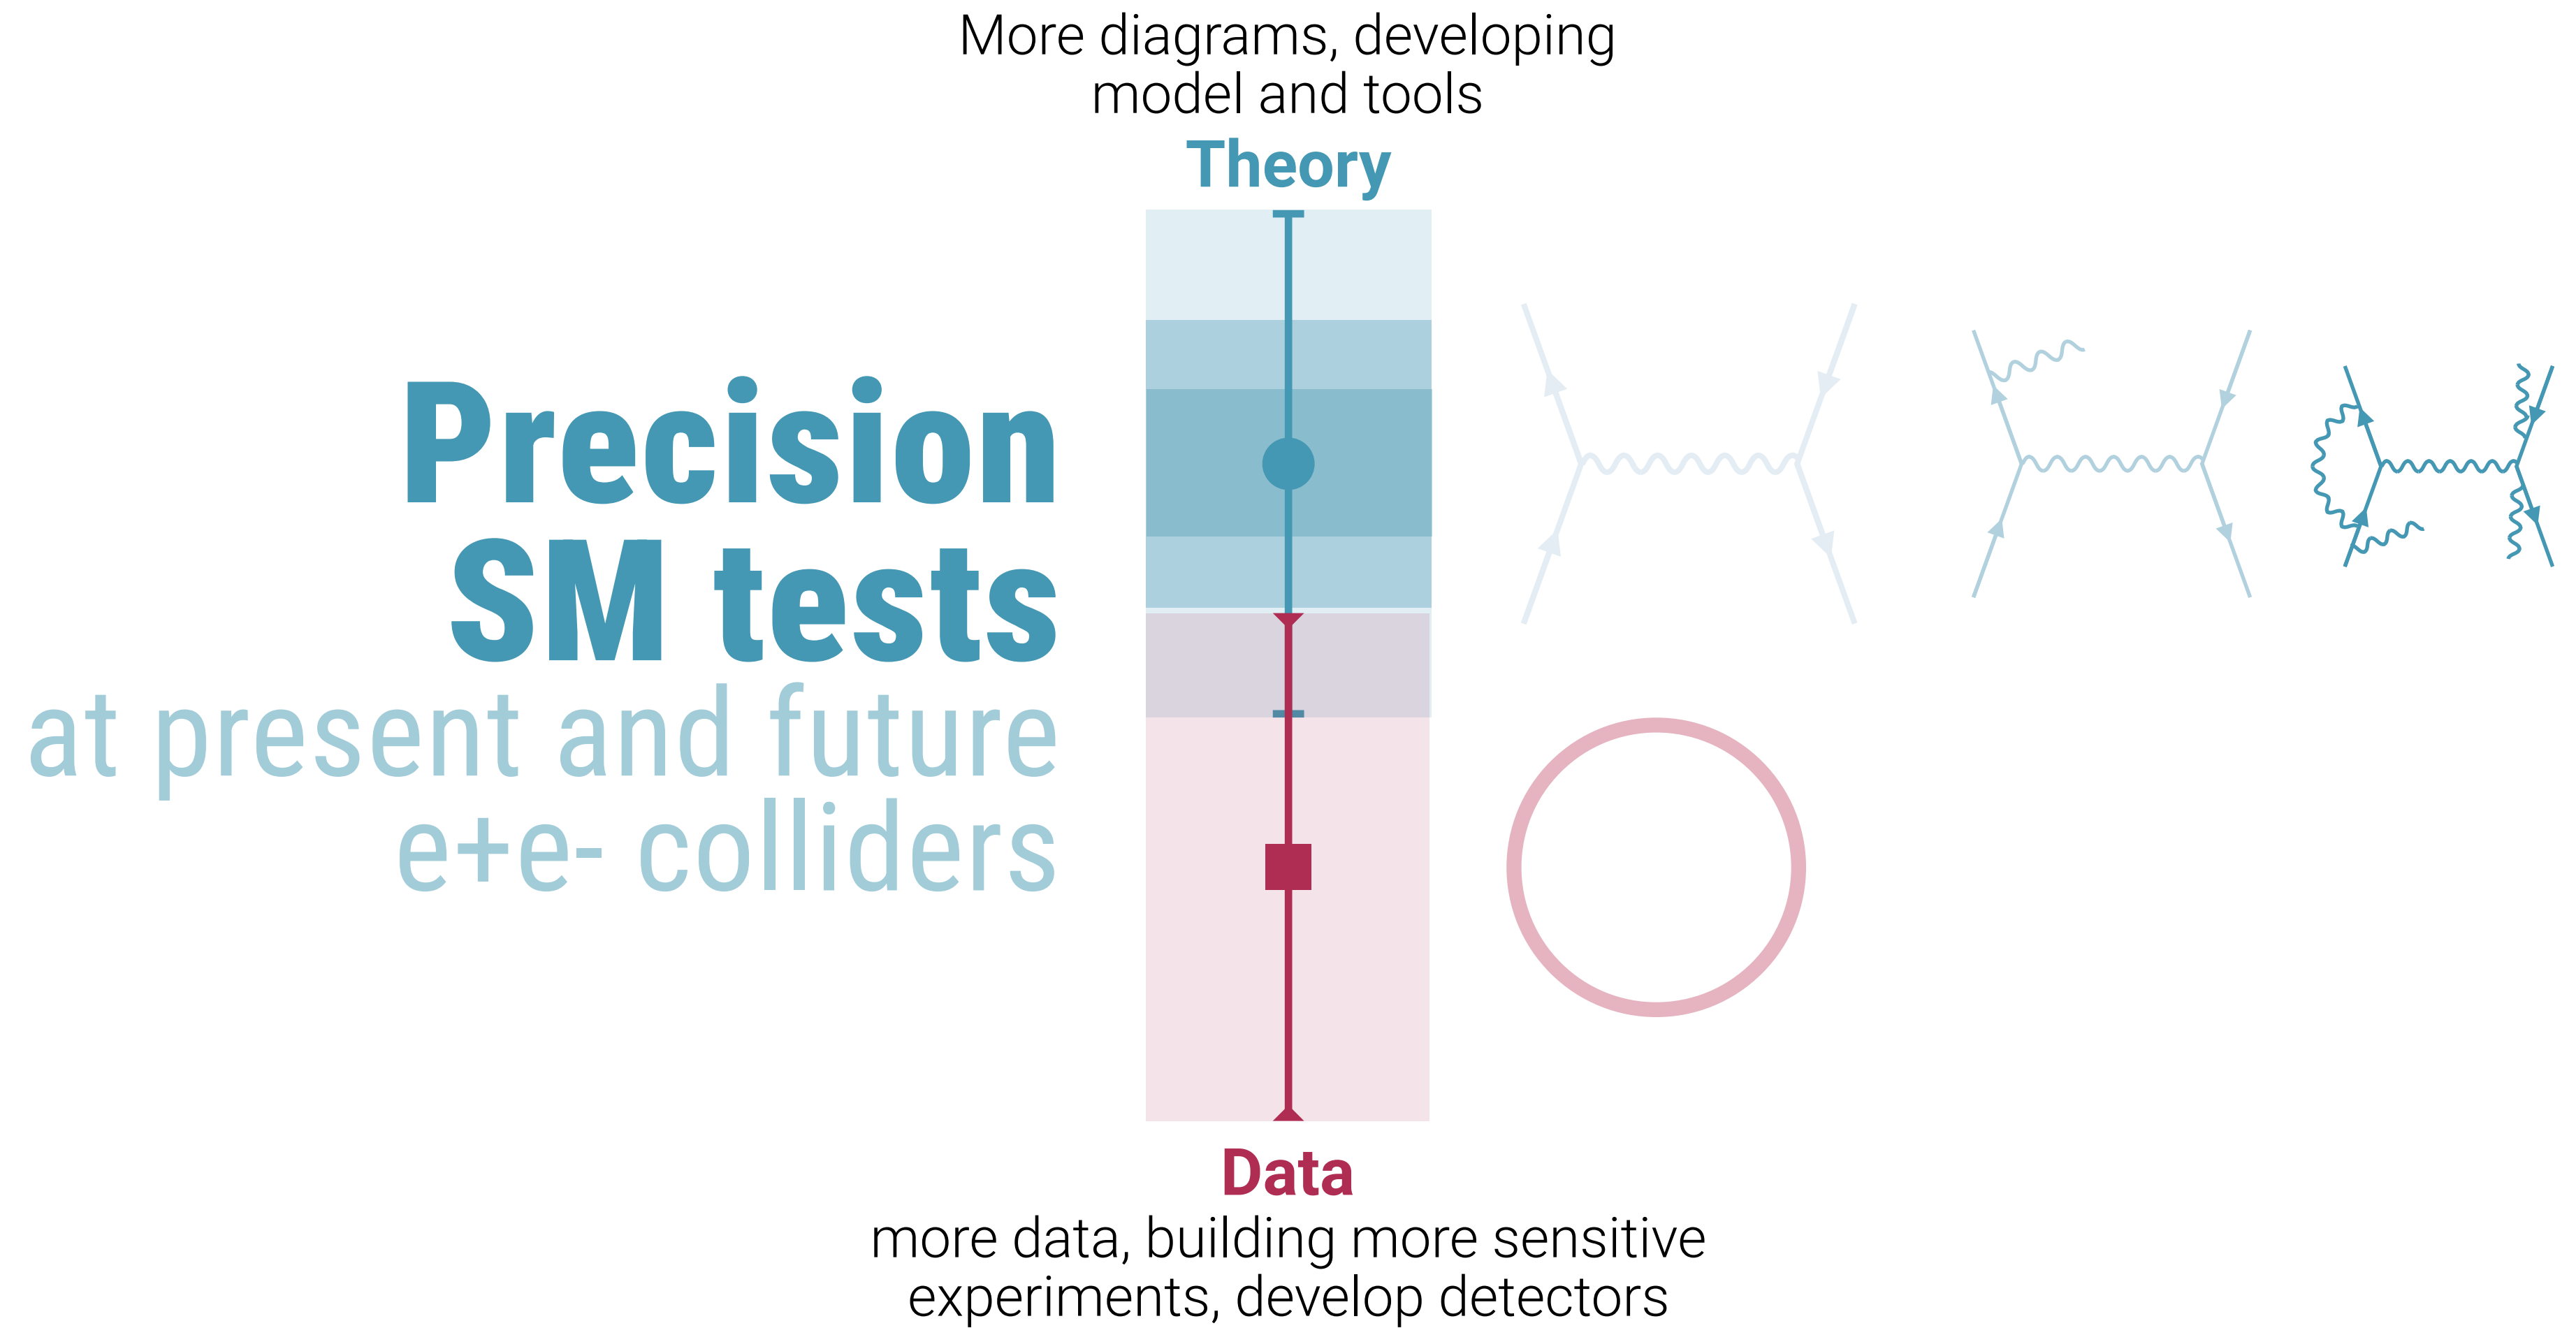 More diagrams, developing
model and tools
Theory
Precision
SM tests
at present and future
e+e- colliders
Data
more data, building more sensitive
experiments, develop detectors